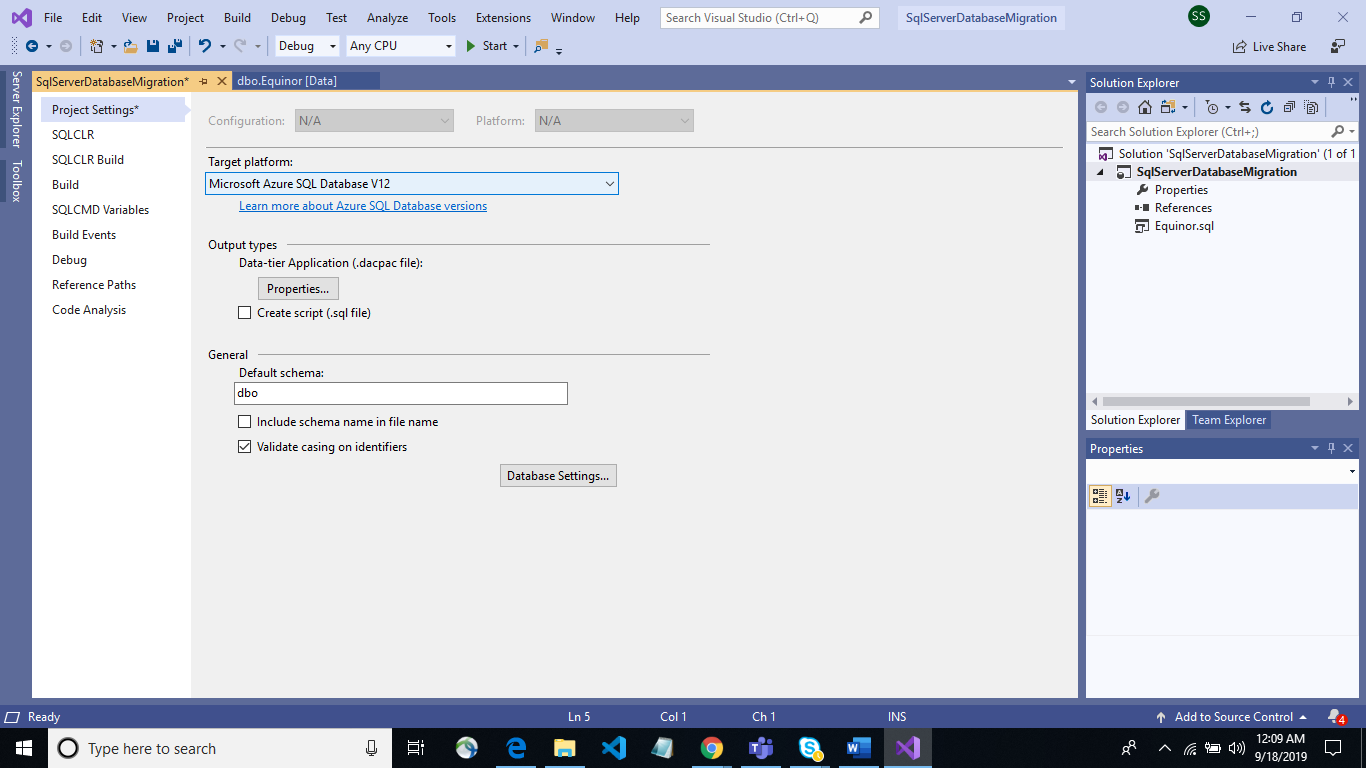 File Edit View Project Build Debug Test Analyze Tools Extensions Window Help Search Visual Studio (Ctrl+Q) SqlServerDatabaseMigration SS
Debug Any CPU Start Live Share
Server Explorer
Toolbox
SqlServerDatabaseMigration* dbo.Equinor [Data]
Project Settings*
SQLCLR
SQLCLR Build
Build
SQLCMD Variables
Build Events
Debug
Reference Paths
Code Analysis
Configuration: N/A Platform: N/A
Target platform:
Microsoft Azure SQL Database V12
Learn more about Azure SQL Database versions
Output types
Data-tier Application (.dacpac file):
Properties...
Create script (.sql file)
General
Default schema:
dbo
Include schema name in file name
Validate casing on identifiers
Database Settings...
Solution Explorer
Search Solution Explorer (Ctrl+;)
Solution 'SqlServerDatabaseMigration' (1 of 1
SqlServerDatabaseMigration
Properties
References
Equinor.sql
Solution Explorer Team Explorer
Properties
Ready Ln 5 Col 1 Ch 1 INS Add to Source Control 4
Type here to search
12:09 AM
9/18/2019